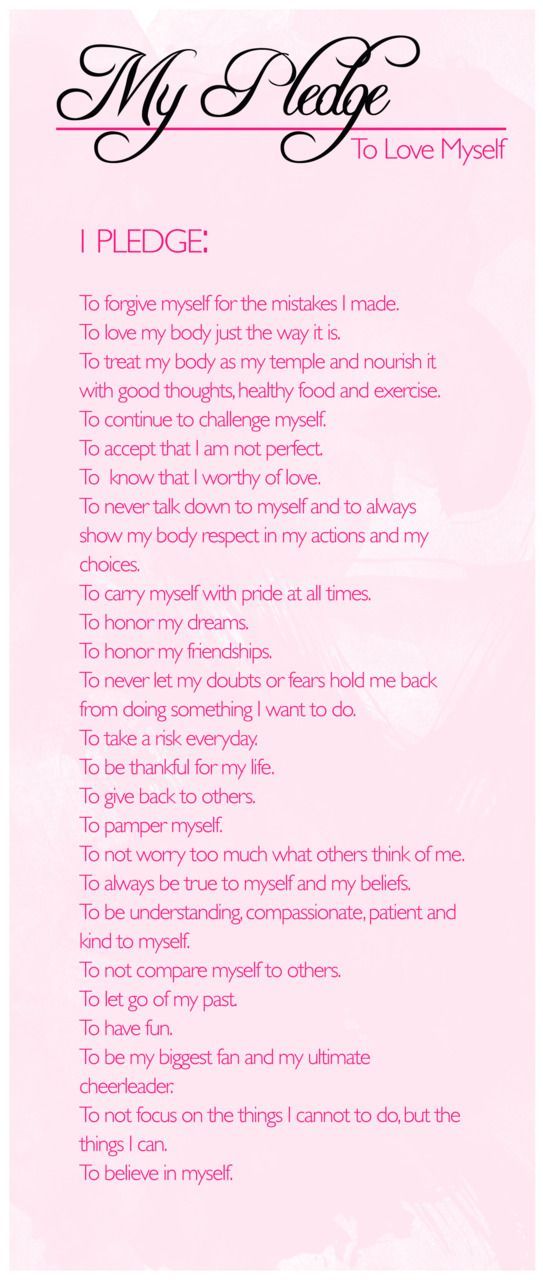 My Pledge
To Love Myself
I PLEDGE:
To forgive myself for the mistakes I made.
To love my body just the way it is.
To treat my body as my temple and nourish it
with good thoughts, healthy food and exercise.
To continue to challenge myself.
To accept that I am not perfect.
To  know that I worthy of love.
To never talk down to myself and to always
show my body respect in my actions and my
choices.
To carry myself with pride at all times.
To honor my dreams.
To honor my friendships.
To never let my doubts or fears hold me back
from doing something I want to do.
To take a risk everyday.
To be thankful for my life.
To give back to others.
To pamper myself.
To not worry too much what others think of me.
To always be true to myself and my beliefs.
To be understanding, compassionate, patient and
kind to myself.
To not compare myself to others.
To let go of my past.
To have fun.
To be my biggest fan and my ultimate
cheerleader.
To not focus on the things I cannot to do, but the
things I can.
To believe in myself.